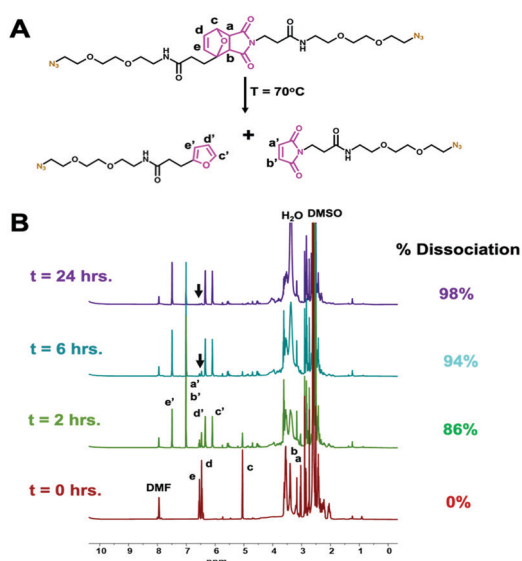 A
c
d
a
O
O
H
N
O
N
N3
e
b
O
O
N
H
O
O
N3
O
O
T = 70°C
+
e'
d'
c'
O
a'
b'
O
N
O
O
N
H
O
O
N3
N3
O
O
H
N
O
B
H2O
DMSO
% Dissociation
t = 24 hrs.
98%
t = 6 hrs.
94%
a'
b'
e'
d'
c'
t = 2 hrs.
86%
DMF
e
d
c
b
a
t = 0 hrs.
0%
10 9 8 7 6 5 4 3 2 1 0